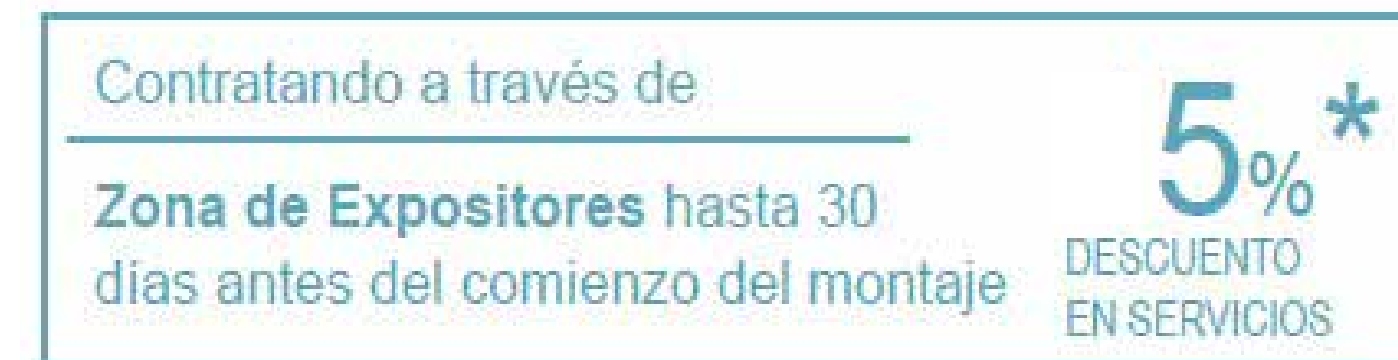 Contratando a través de
Zona de Expositores hasta 30
días antes del comienzo del montaje
5%*
DESCUENTO
EN SERVICIOS